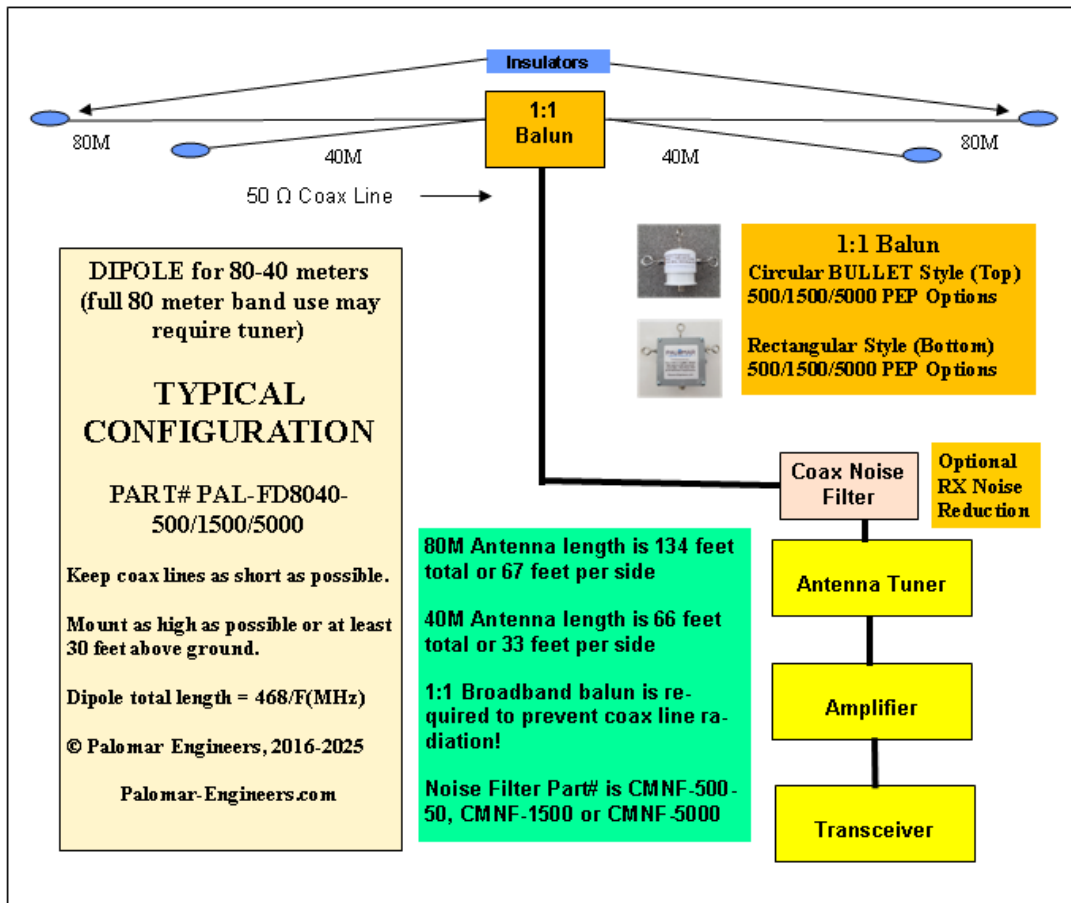 Insulators
1:1
Balun
80M
40M
40M
80M
50 Ω Coax Line
DIPOLE for 80-40 meters
(full 80 meter band use may
require tuner)
TYPICAL
CONFIGURATION
PART# PAL-FD8040-
500/1500/5000
Keep coax lines as short as possible.
Mount as high as possible or at least
30 feet above ground.
Dipole total length = 468/F(MHz)
© Palomar Engineers, 2016-2025
Palomar-Engineers.com
1:1 Balun
Circular BULLET Style (Top)
500/1500/5000 PEP Options
Rectangular Style (Bottom)
500/1500/5000 PEP Options
PALOMAR
Coax Noise
Filter
Optional
RX Noise
Reduction
80M Antenna length is 134 feet
total or 67 feet per side
40M Antenna length is 66 feet
total or 33 feet per side
1:1 Broadband balun is re-
quired to prevent coax line ra-
diation!
Noise Filter Part# is CMNF-500-
50, CMNF-1500 or CMNF-5000
Antenna Tuner
Amplifier
Transceiver